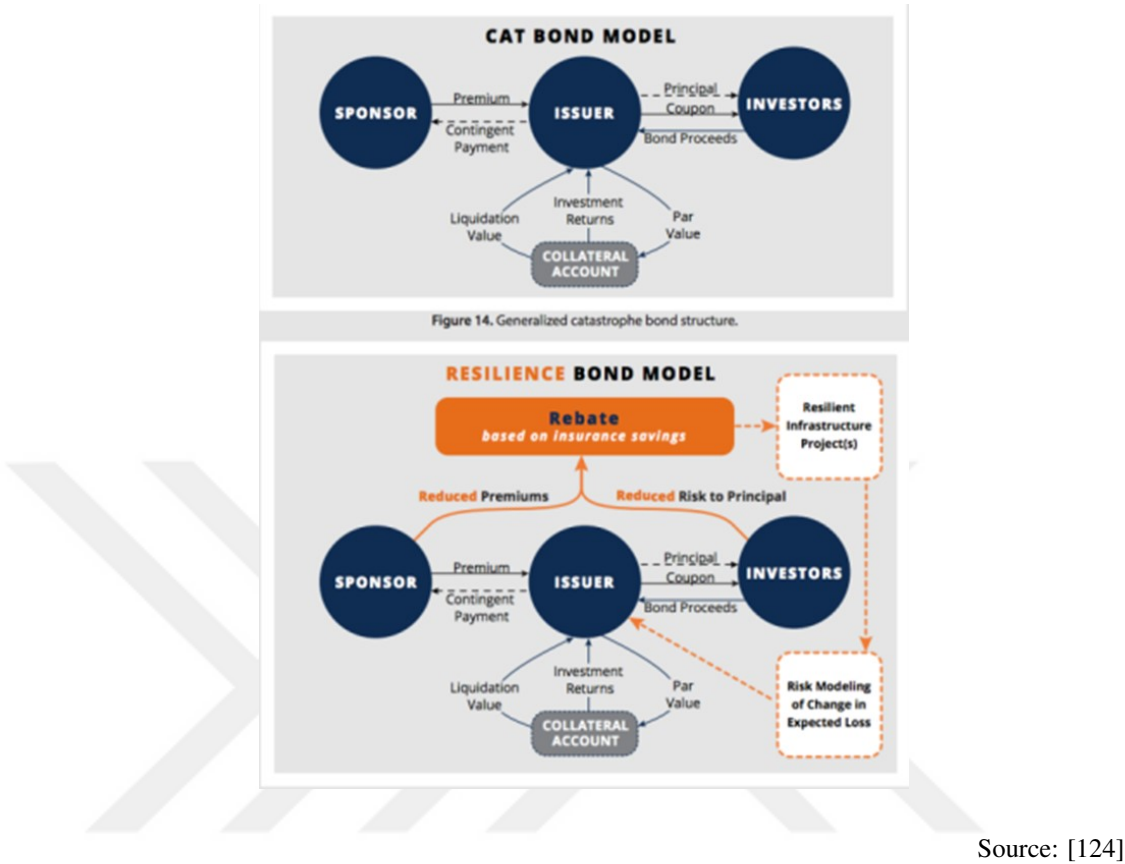 CAT BOND MODEL
SPONSOR
Premium
Contingent
Payment
ISSUER
Principal
Coupon
Bond Proceeds
INVESTORS
Liquidation
Value
Investment
Returns
Par
Value
COLLATERAL
ACCOUNT
Figure 14. Generalized catastrophe bond structure.
RESILIENCE BOND MODEL
Rebate
based on insurance savings
Resilient
Infrastructure
Project(s)
Reduced Premiums
Reduced Risk to Principal
SPONSOR
Premium
Contingent
Payment
ISSUER
Principal
Coupon
Bond Proceeds
INVESTORS
Liquidation
Value
Investment
Returns
Par
Value
COLLATERAL
ACCOUNT
Risk Modeling
of Change in
Expected Loss
Source: [124]